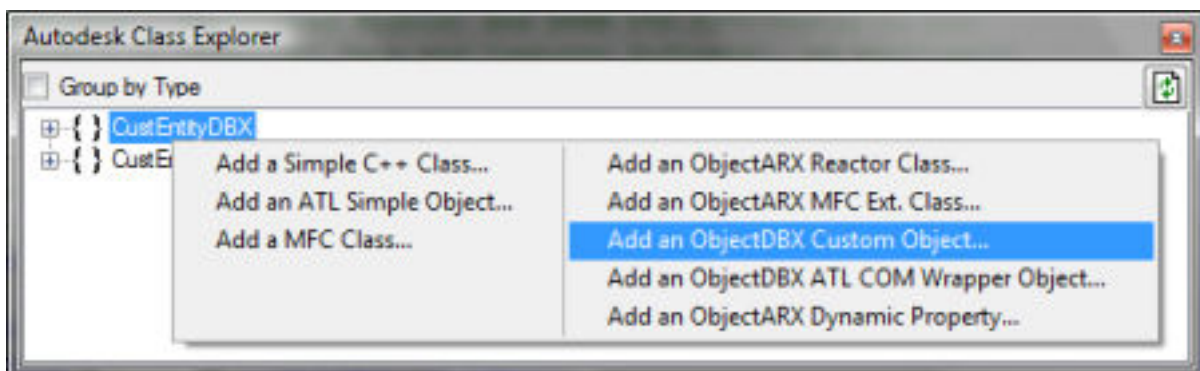 Autodesk Class Explorer
Group by Type
{ } CustEntityDBX
{ } CustE
Add a Simple C++ Class...
Add an ATL Simple Object...
Add a MFC Class...
Add an ObjectARX Reactor Class...
Add an ObjectARX MFC Ext. Class...
Add an ObjectDBX Custom Object...
Add an ObjectDBX ATL COM Wrapper Object...
Add an ObjectARX Dynamic Property...